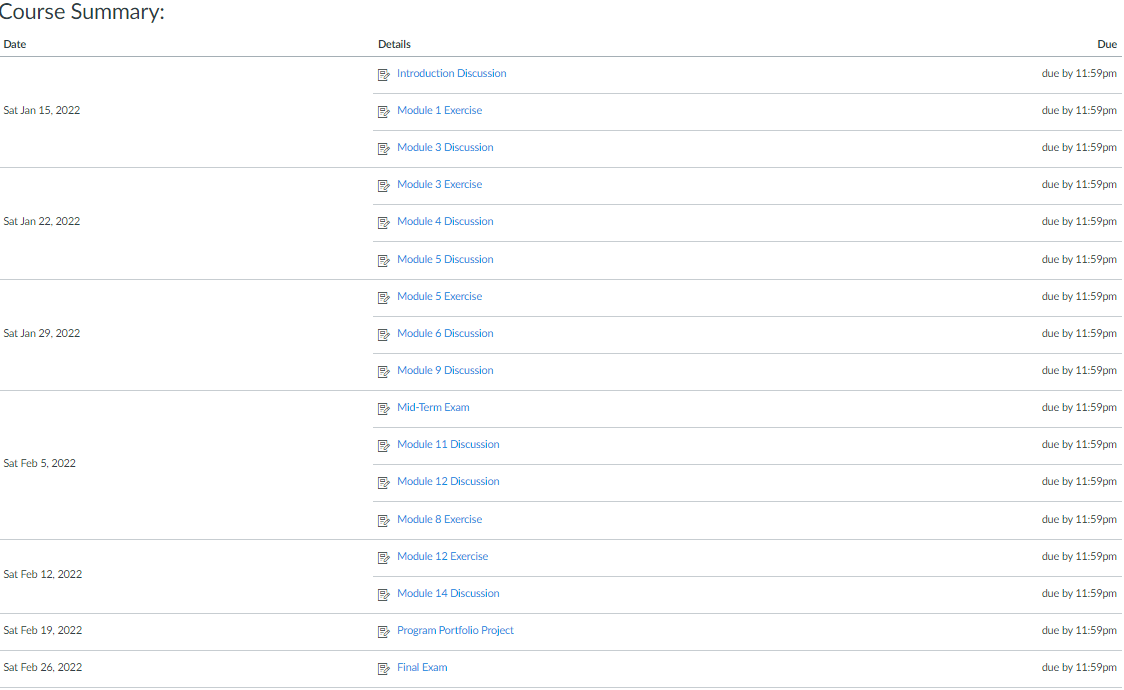 Course Summary:
Date Details Due
Introduction Discussion due by 11:59pm
Sat Jan 15, 2022 Module 1 Exercise due by 11:59pm
Module 3 Discussion due by 11:59pm
Module 3 Exercise due by 11:59pm
Sat Jan 22, 2022 Module 4 Discussion due by 11:59pm
Module 5 Discussion due by 11:59pm
Module 5 Exercise due by 11:59pm
Sat Jan 29, 2022 Module 6 Discussion due by 11:59pm
Module 9 Discussion due by 11:59pm
Mid-Term Exam due by 11:59pm
Module 11 Discussion due by 11:59pm
Sat Feb 5, 2022
Module 12 Discussion due by 11:59pm
Module 8 Exercise due by 11:59pm
Module 12 Exercise due by 11:59pm
Sat Feb 12, 2022
Module 14 Discussion due by 11:59pm
Sat Feb 19, 2022 Program Portfolio Project due by 11:59pm
Sat Feb 26, 2022 Final Exam due by 11:59pm